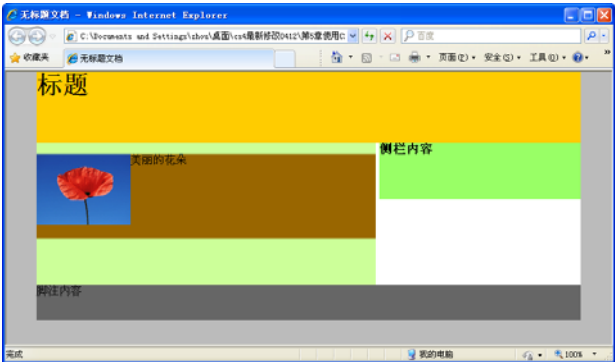 无标题文档 - Windows Internet Explorer
C:\Documents and Settings\zhou\桌面\cs4最新修改0412\第5章使用C
百度
收藏夹 无标题文档 页面(P) 安全(S) 工具(O) »
标题
侧栏内容
美丽的花朵
脚注内容
完成 我的电脑 100%